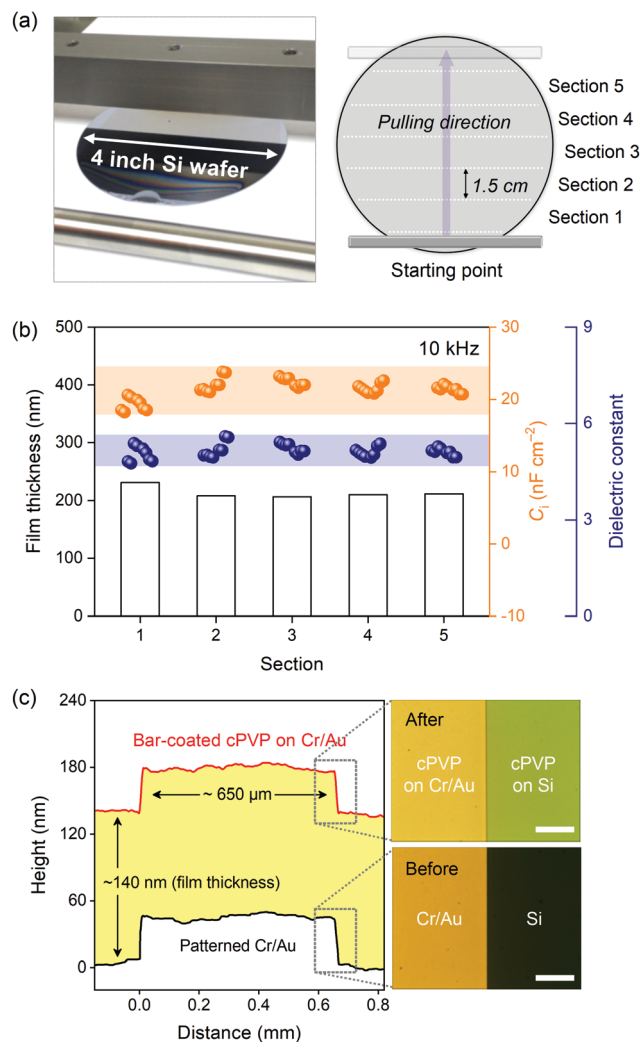 (a)
4 inch Si wafer
Pulling direction
1.5 cm
Section 5
Section 4
Section 3
Section 2
Section 1
Starting point
(b)
10 kHz
Film thickness (nm)
500
400
300
200
100
0
1
2
3
4
5
Section
30
20
10
0
-10
Cᵢ (nF cm⁻²)
9
6
3
0
Dielectric constant
(c)
Height (nm)
240
180
120
60
0
Bar-coated cPVP on Cr/Au
~ 650 µm
~140 nm (film thickness)
Patterned Cr/Au
0.0
0.2
0.4
0.6
0.8
Distance (mm)
After
cPVP
on Cr/Au
cPVP
on Si
Before
Cr/Au
Si